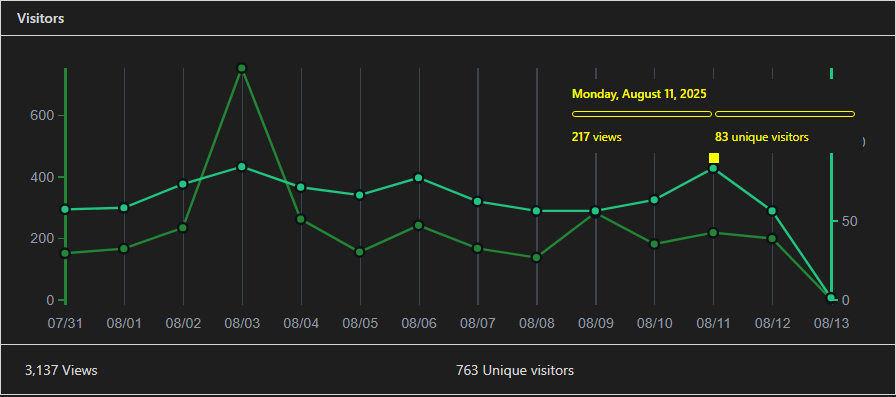 Visitors
Monday, August 11, 2025
217 views 83 unique visitors
600
400
200
0
50
0
07/31 08/01 08/02 08/03 08/04 08/05 08/06 08/07 08/08 08/09 08/10 08/11 08/12 08/13
3,137 Views 763 Unique visitors